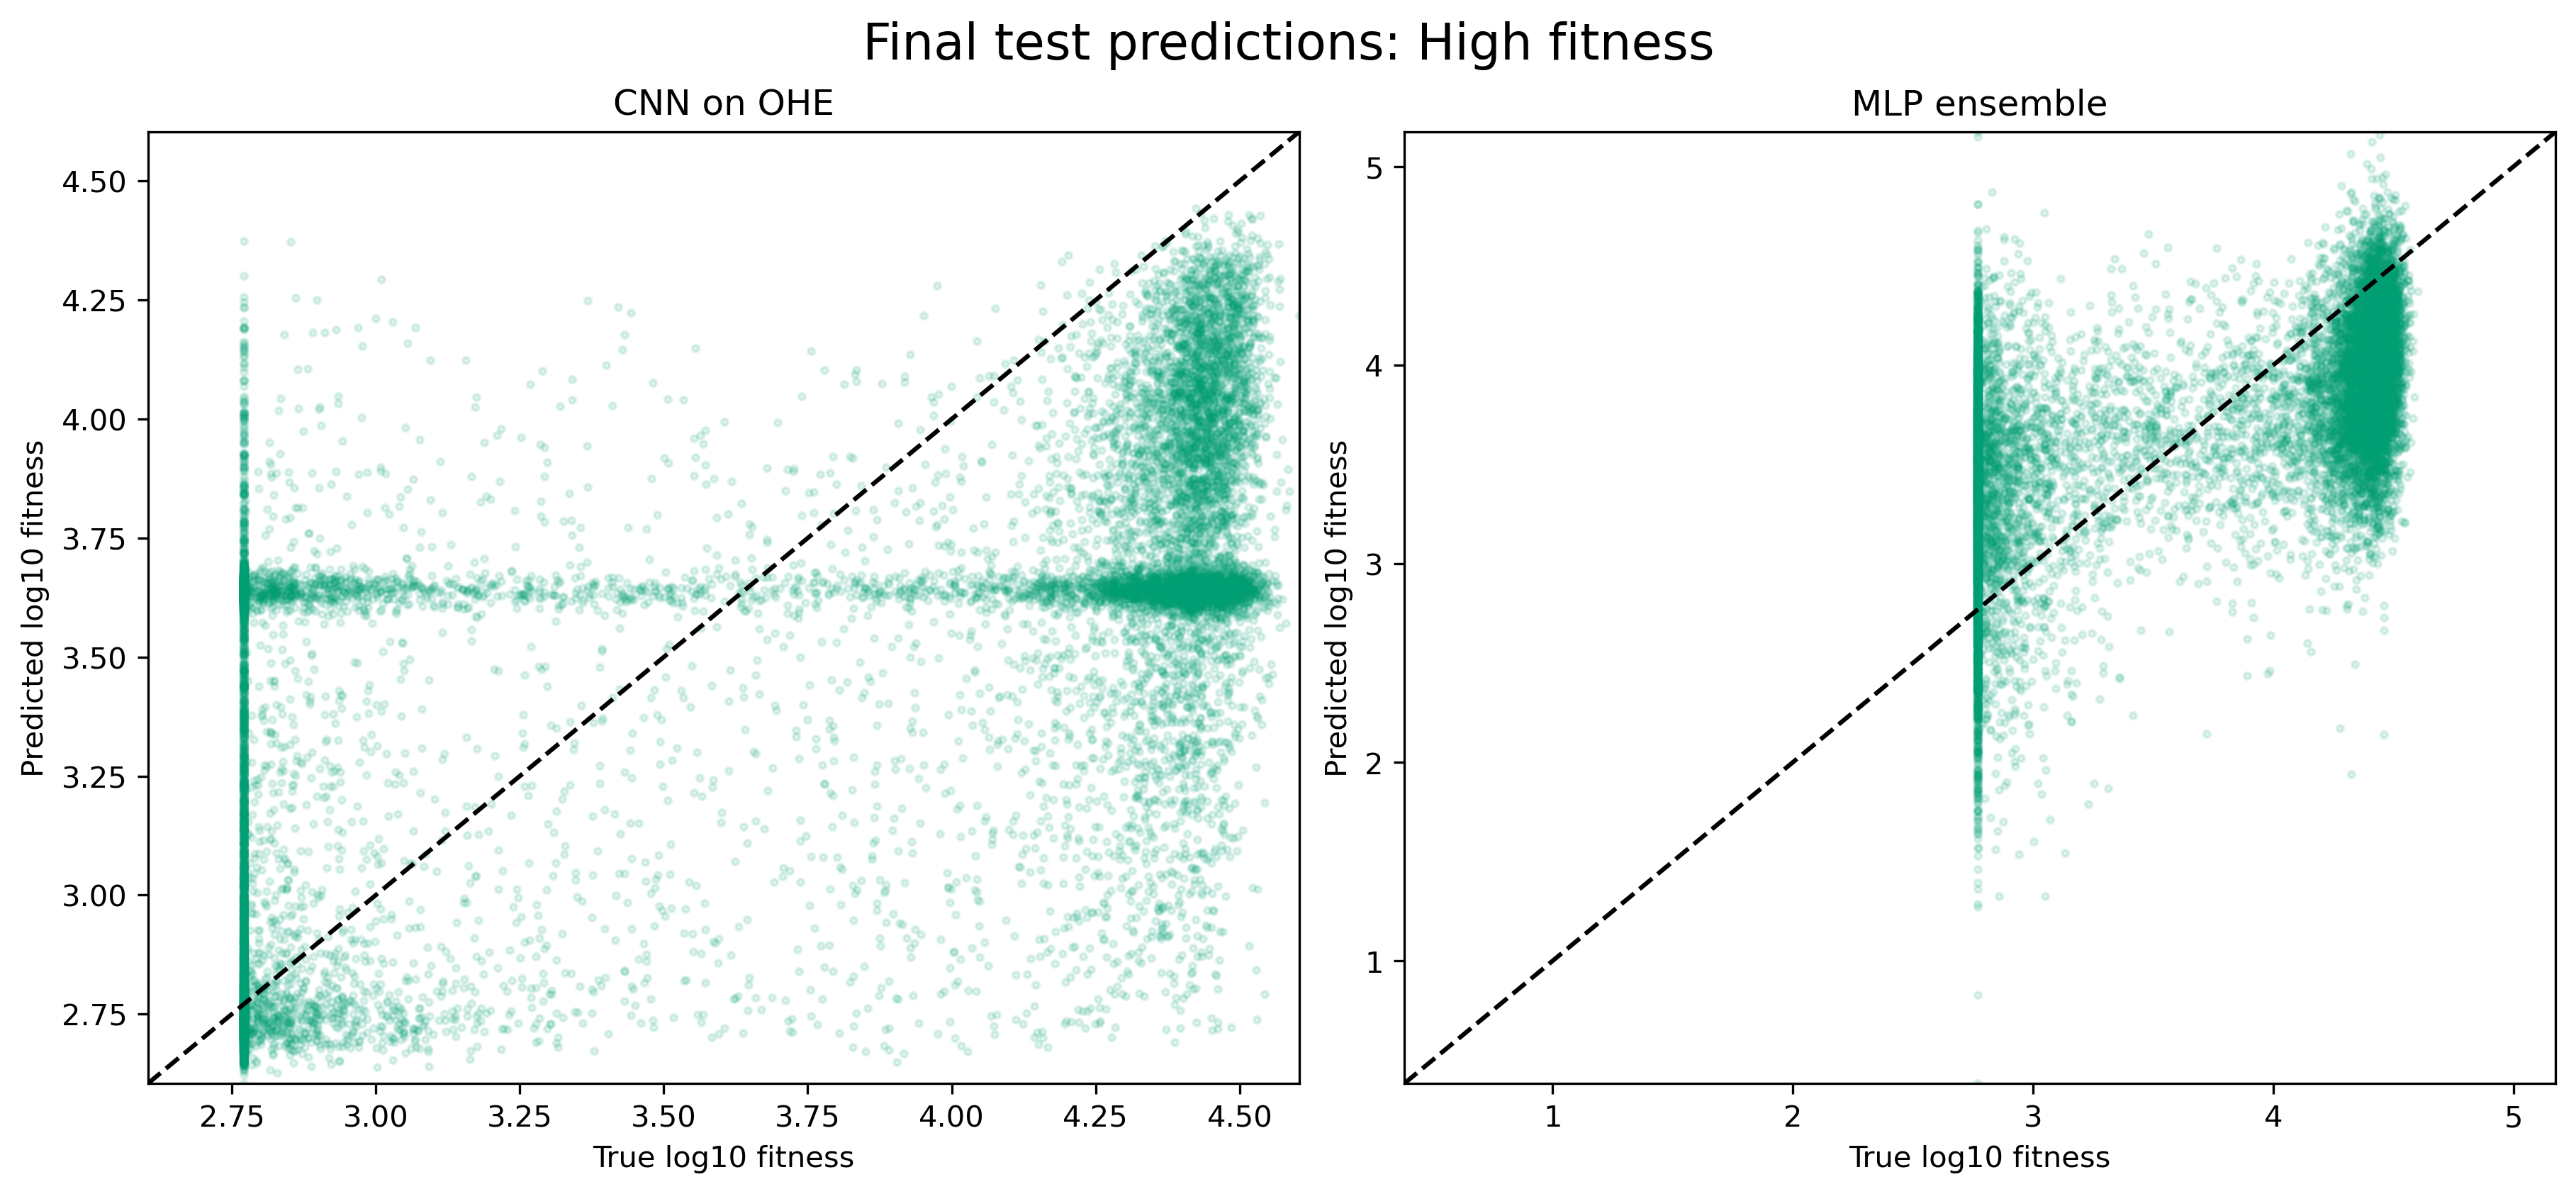 Final test predictions: High fitness
CNN on OHE
4.50
4.25
4.00
3.75
3.50
3.25
3.00
2.75
Predicted log10 fitness
2.75 3.00 3.25 3.50 3.75 4.00 4.25 4.50
True log10 fitness
MLP ensemble
5
4
3
2
1
Predicted log10 fitness
1 2 3 4 5
True log10 fitness